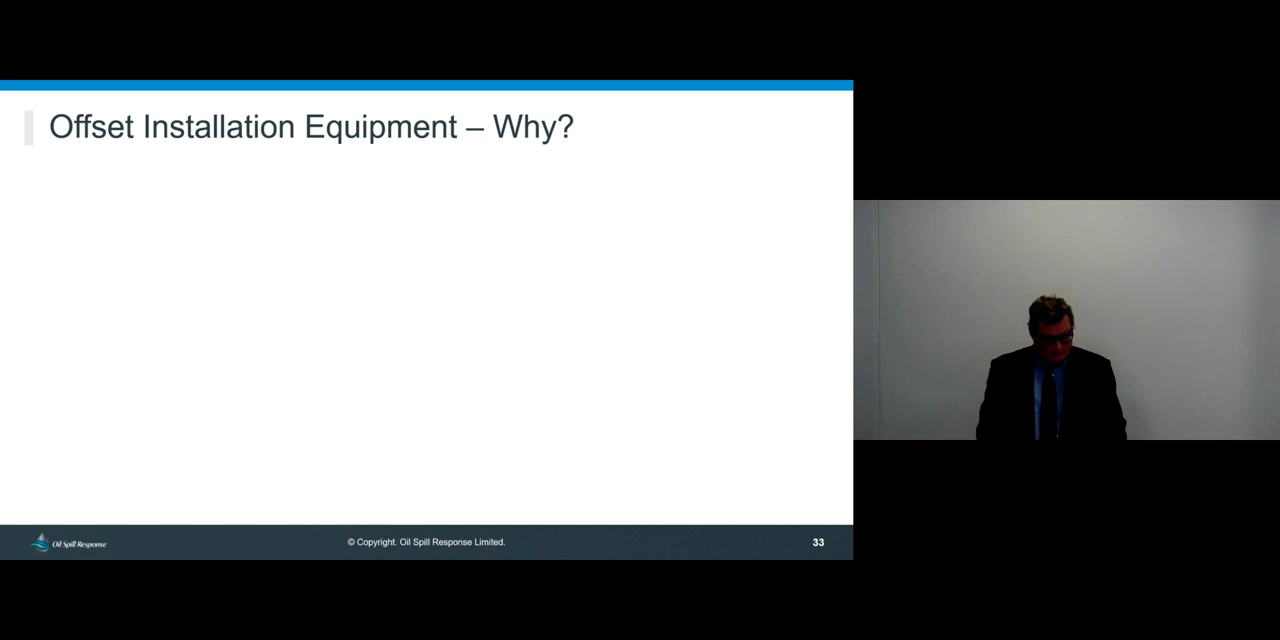 Offset Installation Equipment – Why?
Oil Spill Response
© Copyright. Oil Spill Response Limited.
33